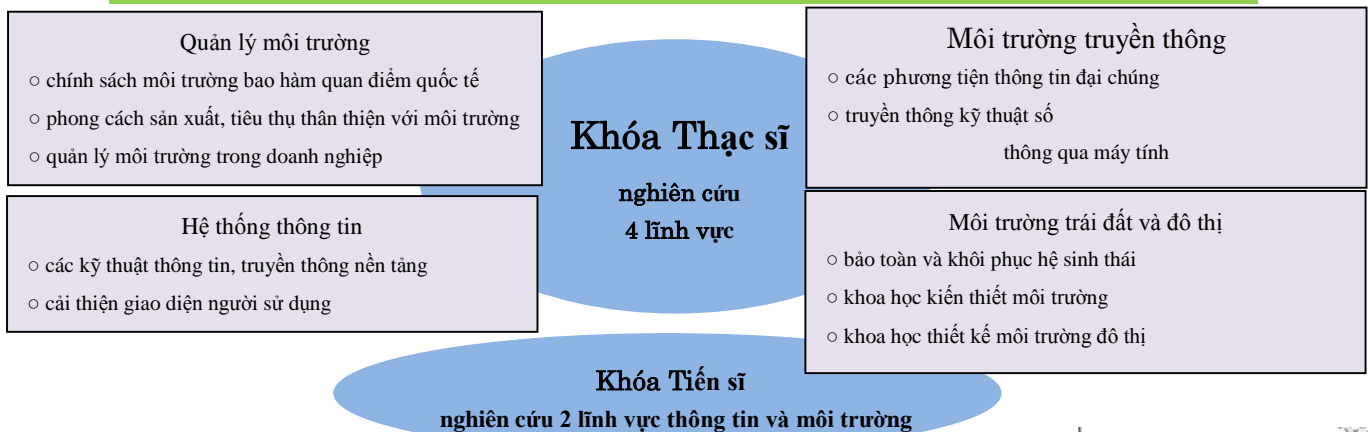 Quản lý môi trường
○ chính sách môi trường bao hàm quan điểm quốc tế
○ phong cách sản xuất, tiêu thụ thân thiện với môi trường
○ quản lý môi trường trong doanh nghiệp
Hệ thống thông tin
○ các kỹ thuật thông tin, truyền thông nền tảng
○ cải thiện giao diện người sử dụng
Khóa Thạc sĩ
nghiên cứu
4 lĩnh vực
Môi trường truyền thông
○ các phương tiện thông tin đại chúng
○ truyền thông kỹ thuật số
thông qua máy tính
Môi trường trái đất và đô thị
○ bảo toàn và khôi phục hệ sinh thái
○ khoa học kiến thiết môi trường
○ khoa học thiết kế môi trường đô thị
Khóa Tiến sĩ
nghiên cứu 2 lĩnh vực thông tin và môi trường